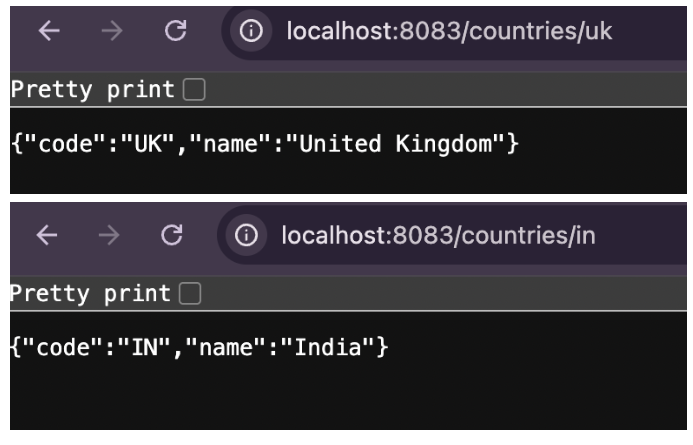 localhost:8083/countries/uk
Pretty print
{"code":"UK","name":"United Kingdom"}
localhost:8083/countries/in
Pretty print
{"code":"IN","name":"India"}